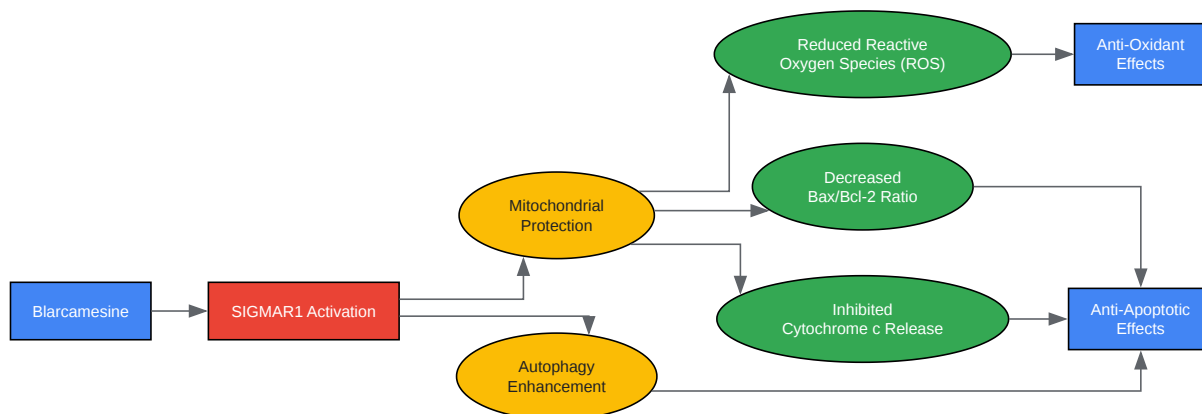 Reduced Reactive
Oxygen Species (ROS)
Anti-Oxidant
Effects
Decreased
Bax/Bcl-2 Ratio
Mitochondrial
Protection
Blarcamesine
SIGMAR1 Activation
Inhibited
Cytochrome c Release
Anti-Apoptotic
Effects
Autophagy
Enhancement